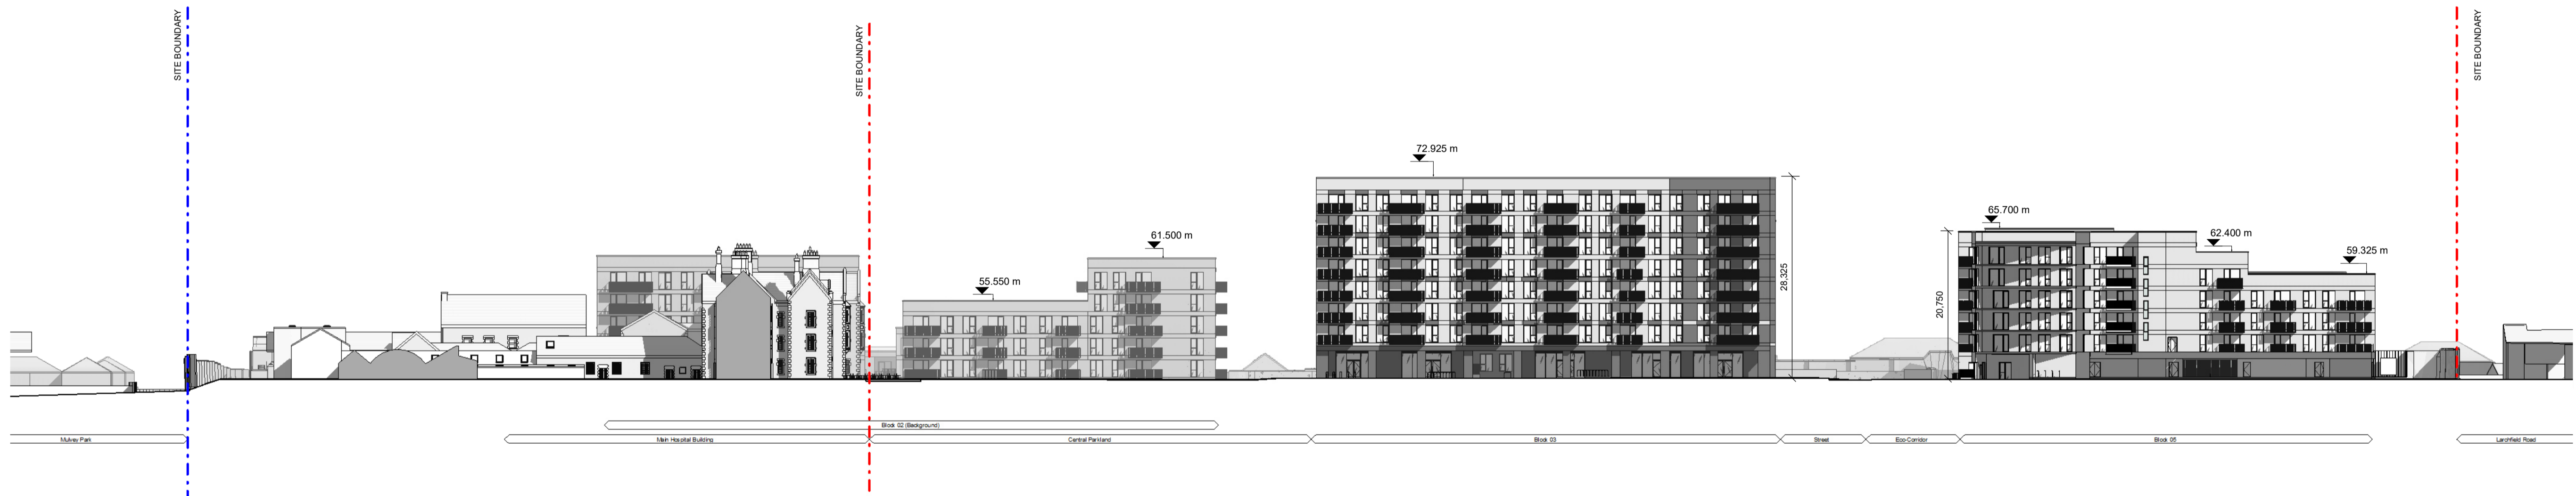 SITE BOUNDARY
SITE BOUNDARY
SITE BOUNDARY
72.925 m
65.700 m
61.500 m
62.400 m
59.325 m
55.550 m
28,325
20,750
Block 02 (Background)
Mulvey Park
Main Hospital Building
Central Parkland
Block 03
Street
Eco-Corridor
Block 05
Larchfield Road